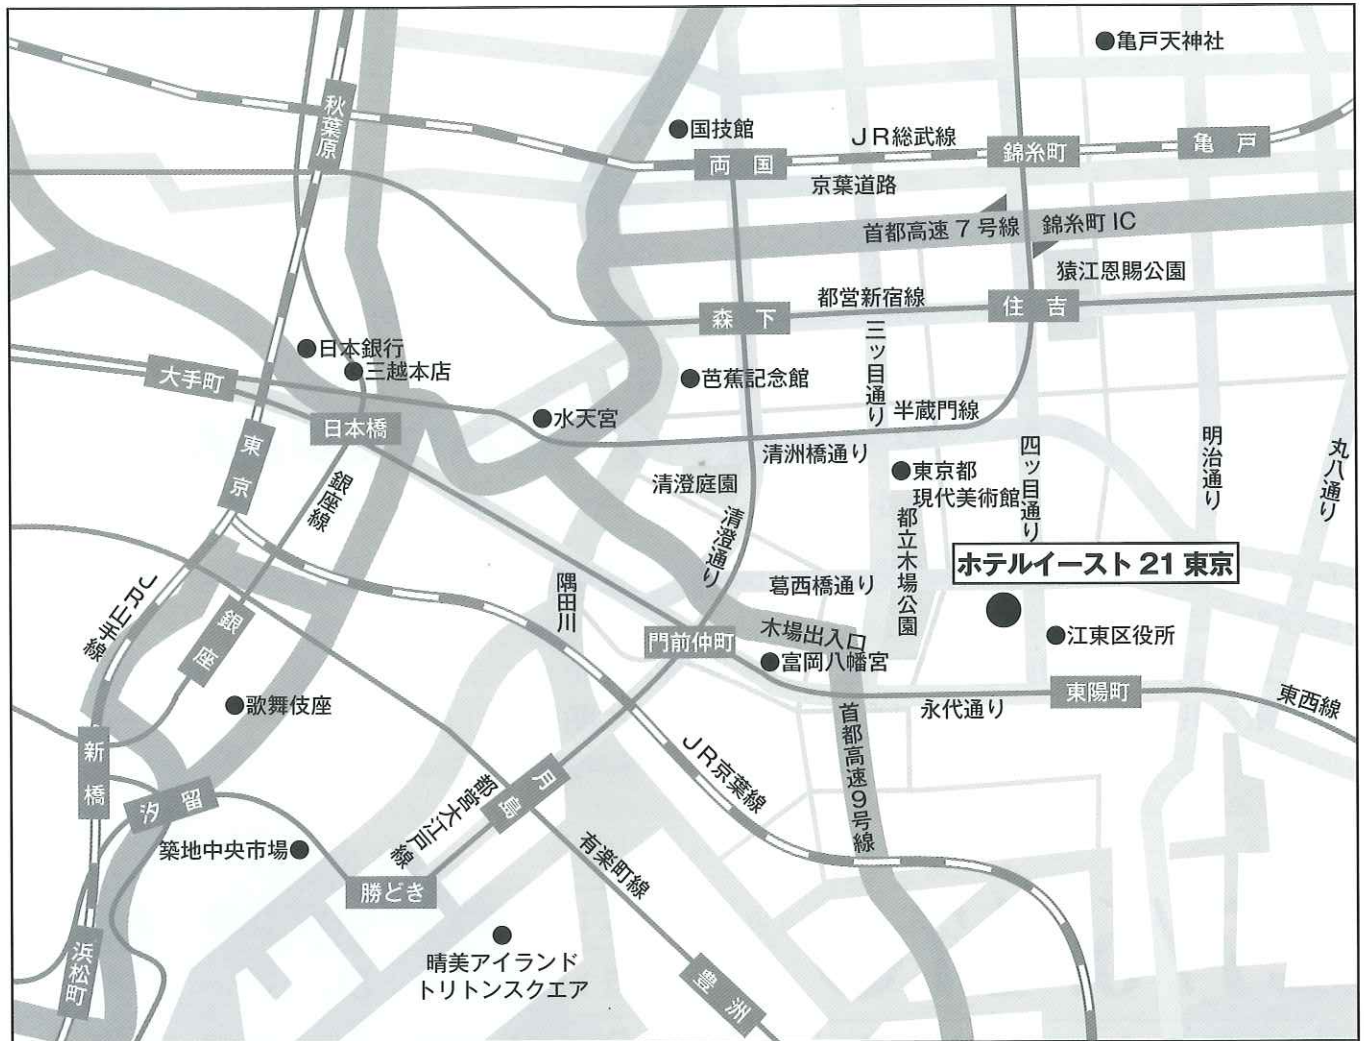 亀戸天神社
秋葉原
国技館
JR総武線
両国
錦糸町
亀戸
京葉道路
首都高速7号線
錦糸町IC
猿江恩賜公園
都営新宿線
森下
住吉
三ッ目通り
日本銀行
三越本店
大手町
芭蕉記念館
水天宮
半蔵門線
日本橋
清洲橋通り
東京
銀座線
清澄庭園
東京都
現代美術館
四ッ目通り
明治通り
丸八通り
清澄通り
都立木場公園
ホテルイースト21東京
葛西橋通り
隅田川
JR山手線
銀座
門前仲町
木場出入口
富岡八幡宮
江東区役所
東陽町
東西線
永代通り
歌舞伎座
首都高速9号線
新橋
汐留
JR京葉線
月島
都営大江戸線
築地中央市場
有楽町線
勝どき
浜松町
晴美アイランド
トリトンスクエア
豊洲